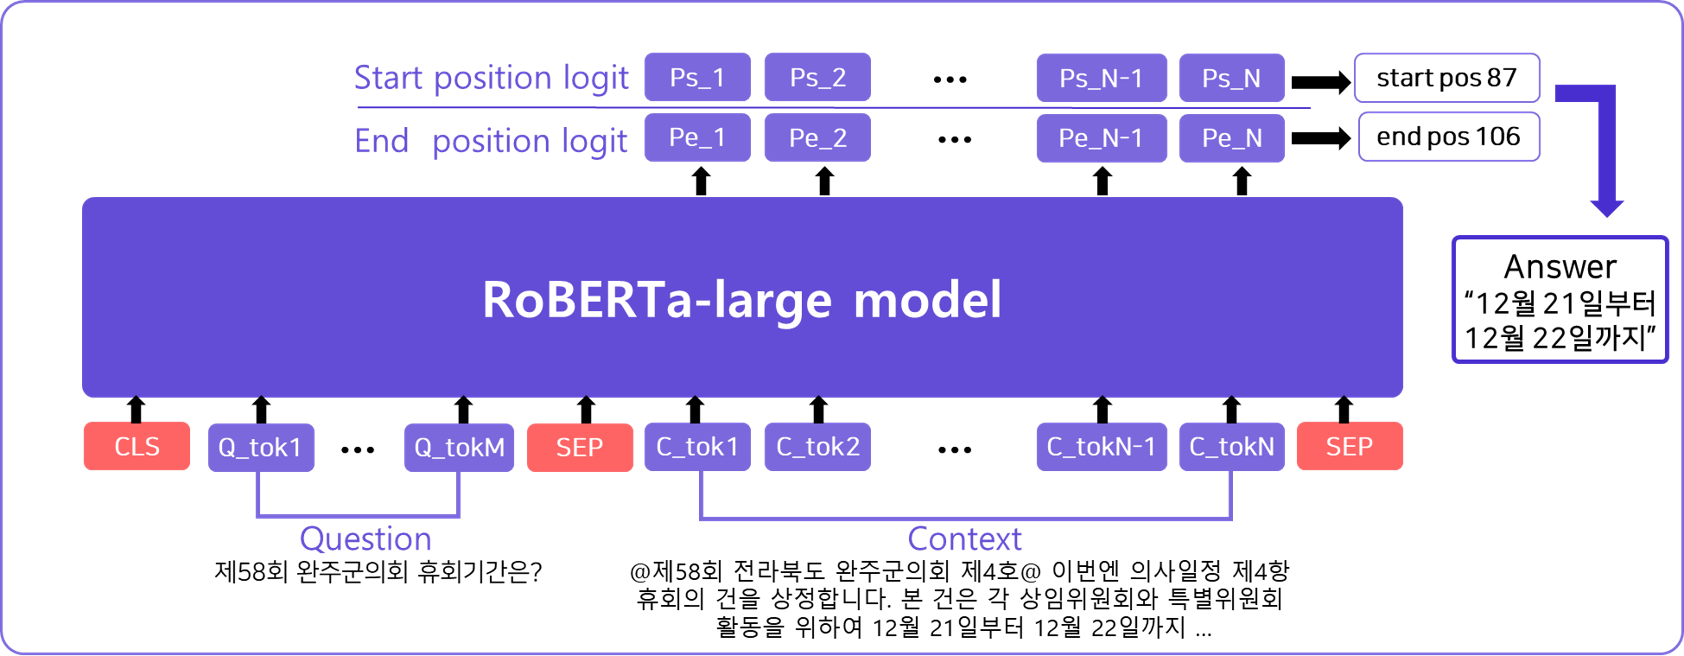 Start position logit Ps_1 Ps_2 ... Ps_N-1 Ps_N start pos 87
End position logit Pe_1 Pe_2 ... Pe_N-1 Pe_N end pos 106
Answer
“12월 21일부터
12월 22일까지”
RoBERTa-large model
CLS Q_tok1 ... Q_tokM SEP C_tok1 C_tok2 ... C_tokN-1 C_tokN SEP
Question
제58회 완주군의회 휴회기간은?
Context
@제58회 전라북도 완주군의회 제4호@ 이번엔 의사일정 제4항
휴회의 건을 상정합니다. 본 건은 각 상임위원회와 특별위원회
활동을 위하여 12월 21일부터 12월 22일까지 ...